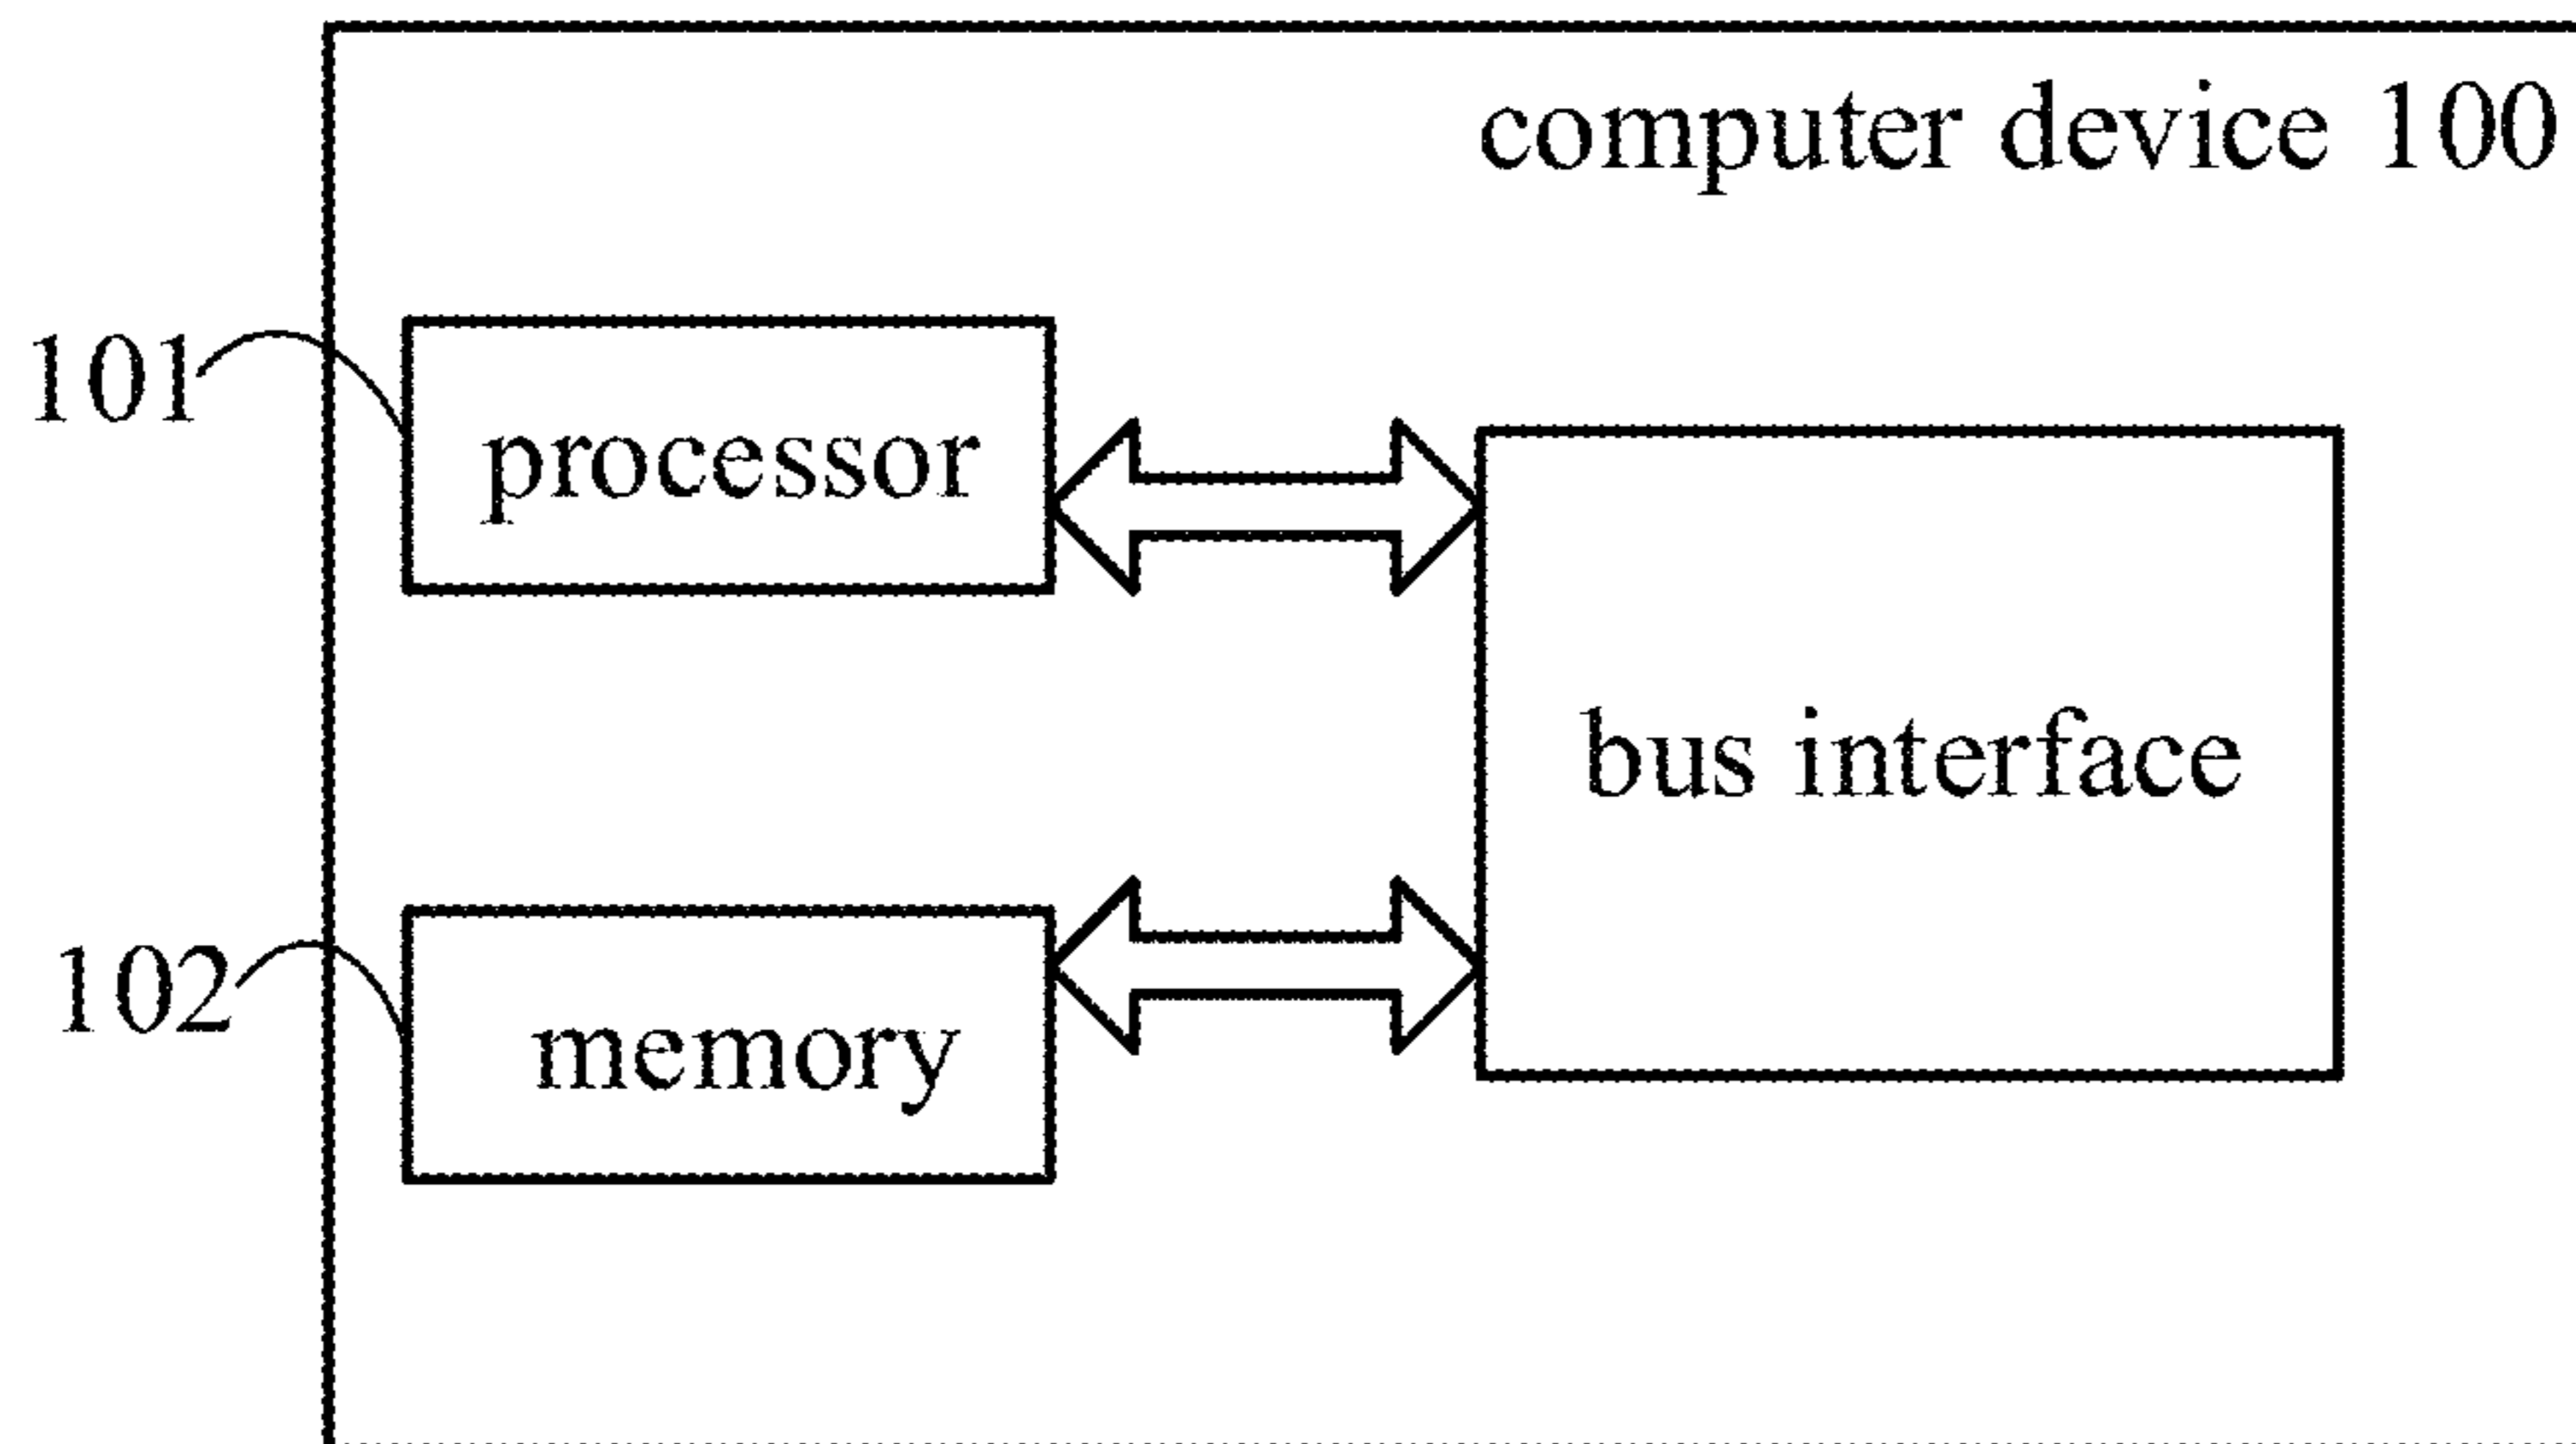 computer device 100
101
processor
bus interface
102
memory